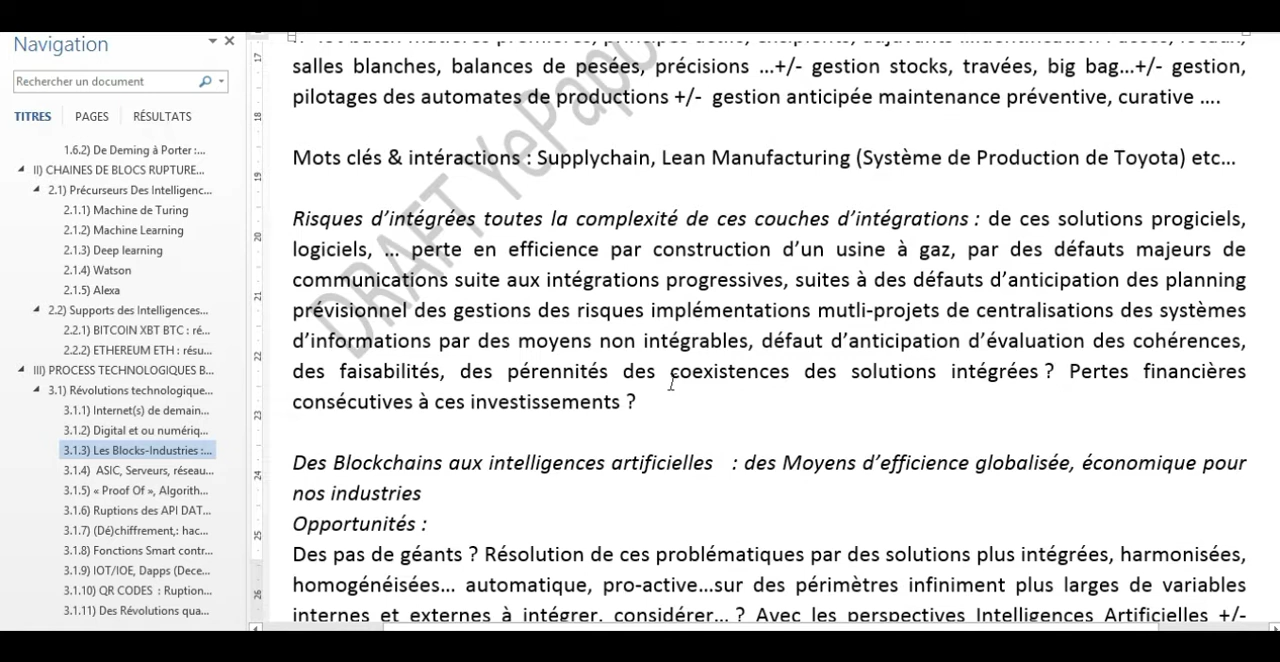 Navigation
Rechercher un document
TITRES PAGES RÉSULTATS
1.6.2) De Deming à Porter :...
II) CHAINES DE BLOCS RUPTURE...
2.1) Précurseurs Des Intelligenc...
2.1.1) Machine de Turing
2.1.2) Machine Learning
2.1.3) Deep learning
2.1.4) Watson
2.1.5) Alexa
2.2) Supports des Intelligences...
2.2.1) BITCOIN XBT BTC : ré...
2.2.2) ETHEREUM ETH : résu...
III) PROCESS TECHNOLOGIQUES B...
3.1) Révolutions technologique...
3.1.1) Internet(s) de demain...
3.1.2) Digital et ou numériq...
3.1.3) Les Blocks-Industries :...
3.1.4) ASIC, Serveurs, réseau...
3.1.5) « Proof Of », Algorith...
3.1.6) Ruptions des API DAT...
3.1.7) (Dé)chiffrement,: hac...
3.1.8) Fonctions Smart contr...
3.1.9) IOT/IOE, Dapps (Dece...
3.1.10) QR CODES : Ruption...
3.1.11) Des Révolutions qua...
17
18
19
20
21
22
23
24
25
26
salles blanches, balances de pesées, précisions ...+/- gestion stocks, travées, big bag...+/- gestion,
pilotages des automates de productions +/- gestion anticipée maintenance préventive, curative ....
Mots clés & intéractions : Supplychain, Lean Manufacturing (Système de Production de Toyota) etc...
Risques d'intégrées toutes la complexité de ces couches d'intégrations : de ces solutions progiciels,
logiciels, ... perte en efficience par construction d'un usine à gaz, par des défauts majeurs de
communications suite aux intégrations progressives, suites à des défauts d'anticipation des planning
prévisionnel des gestions des risques implémentations mutli-projets de centralisations des systèmes
d'informations par des moyens non intégrables, défaut d'anticipation d'évaluation des cohérences,
des faisabilités, des pérennités des coexistences des solutions intégrées ? Pertes financières
consécutives à ces investissements ?
Des Blockchains aux intelligences artificielles : des Moyens d'efficience globalisée, économique pour
nos industries
Opportunités :
Des pas de géants ? Résolution de ces problématiques par des solutions plus intégrées, harmonisées,
homogénéisées... automatique, pro-active...sur des périmètres infiniment plus larges de variables
internes et externes à intégrer, considérer... ? Avec les perspectives Intelligences Artificielles +/-
DRAFT